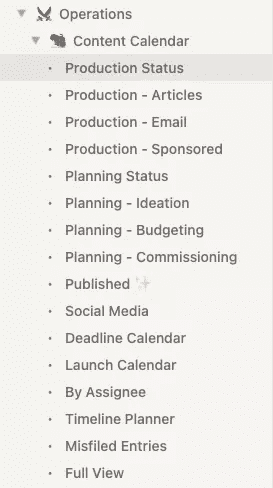 Operations
Content Calendar
Production Status
Production - Articles
Production - Email
Production - Sponsored
Planning Status
Planning - Ideation
Planning - Budgeting
Planning - Commissioning
Published ✨
Social Media
Deadline Calendar
Launch Calendar
By Assignee
Timeline Planner
Misfiled Entries
Full View